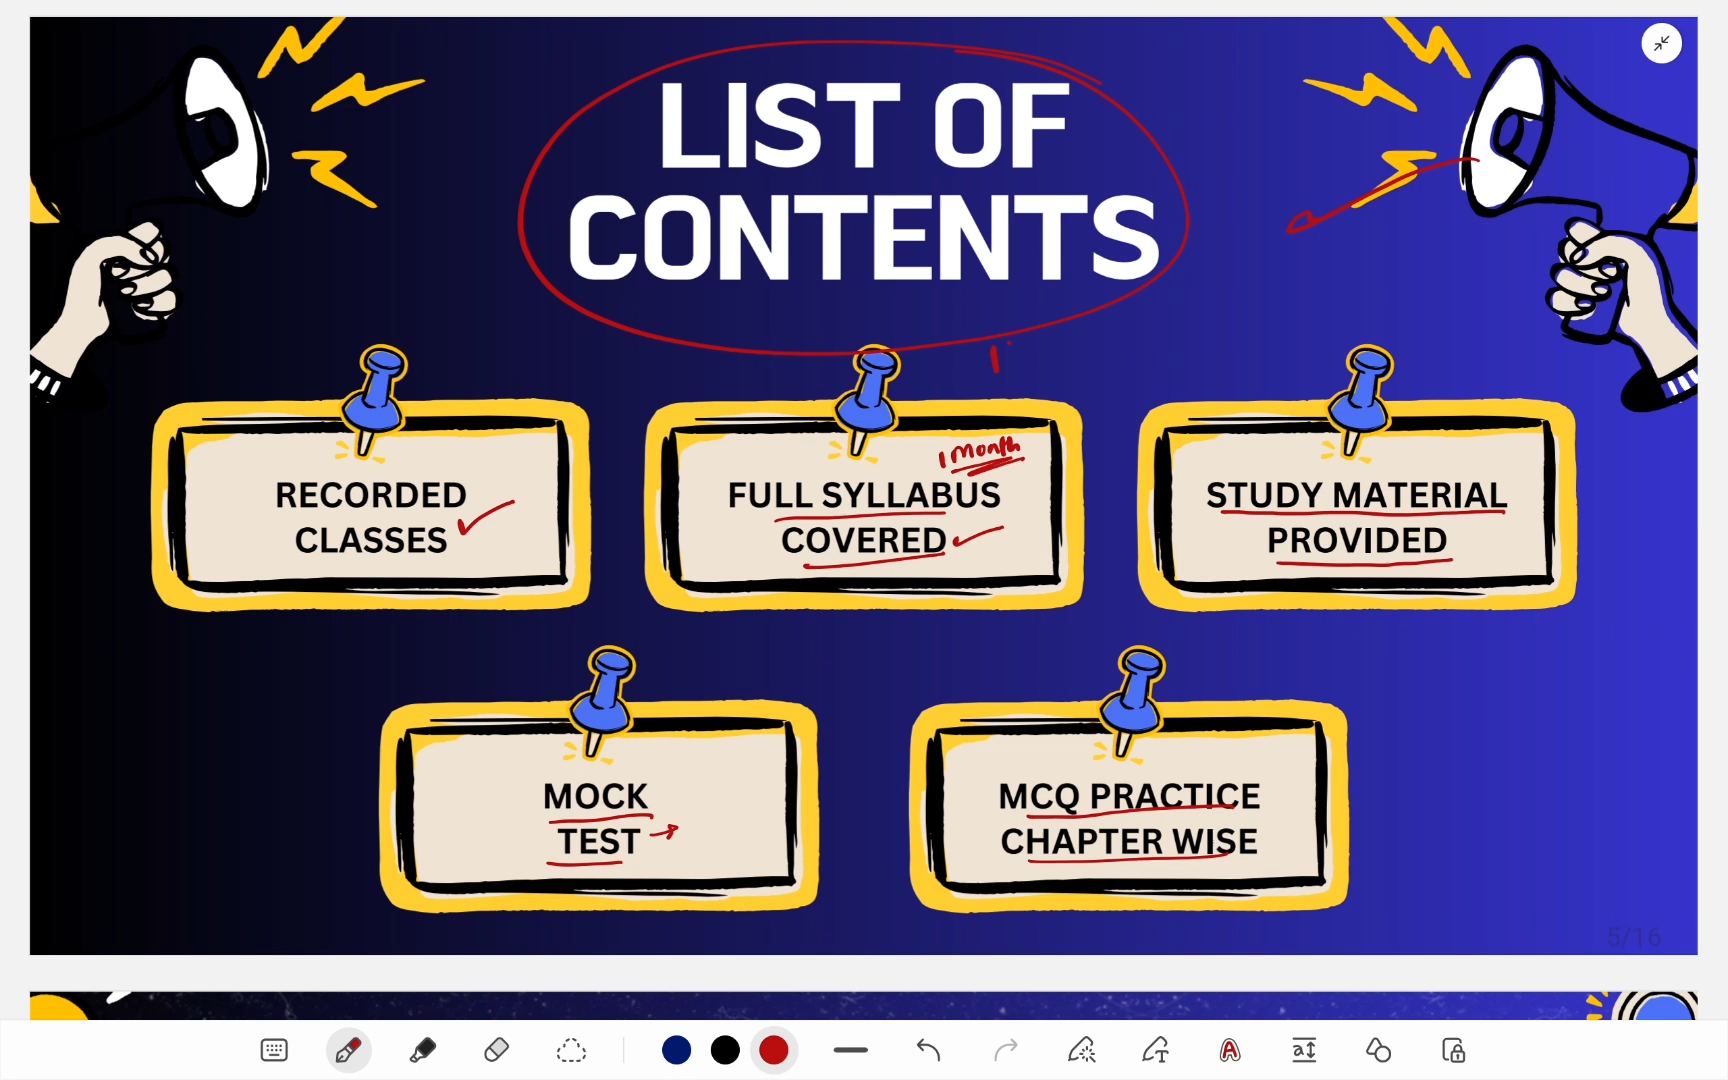 LIST OF
CONTENTS
1 Month
RECORDED
CLASSES
FULL SYLLABUS
COVERED
STUDY MATERIAL
PROVIDED
MOCK
TEST
MCQ PRACTICE
CHAPTER WISE
5/16